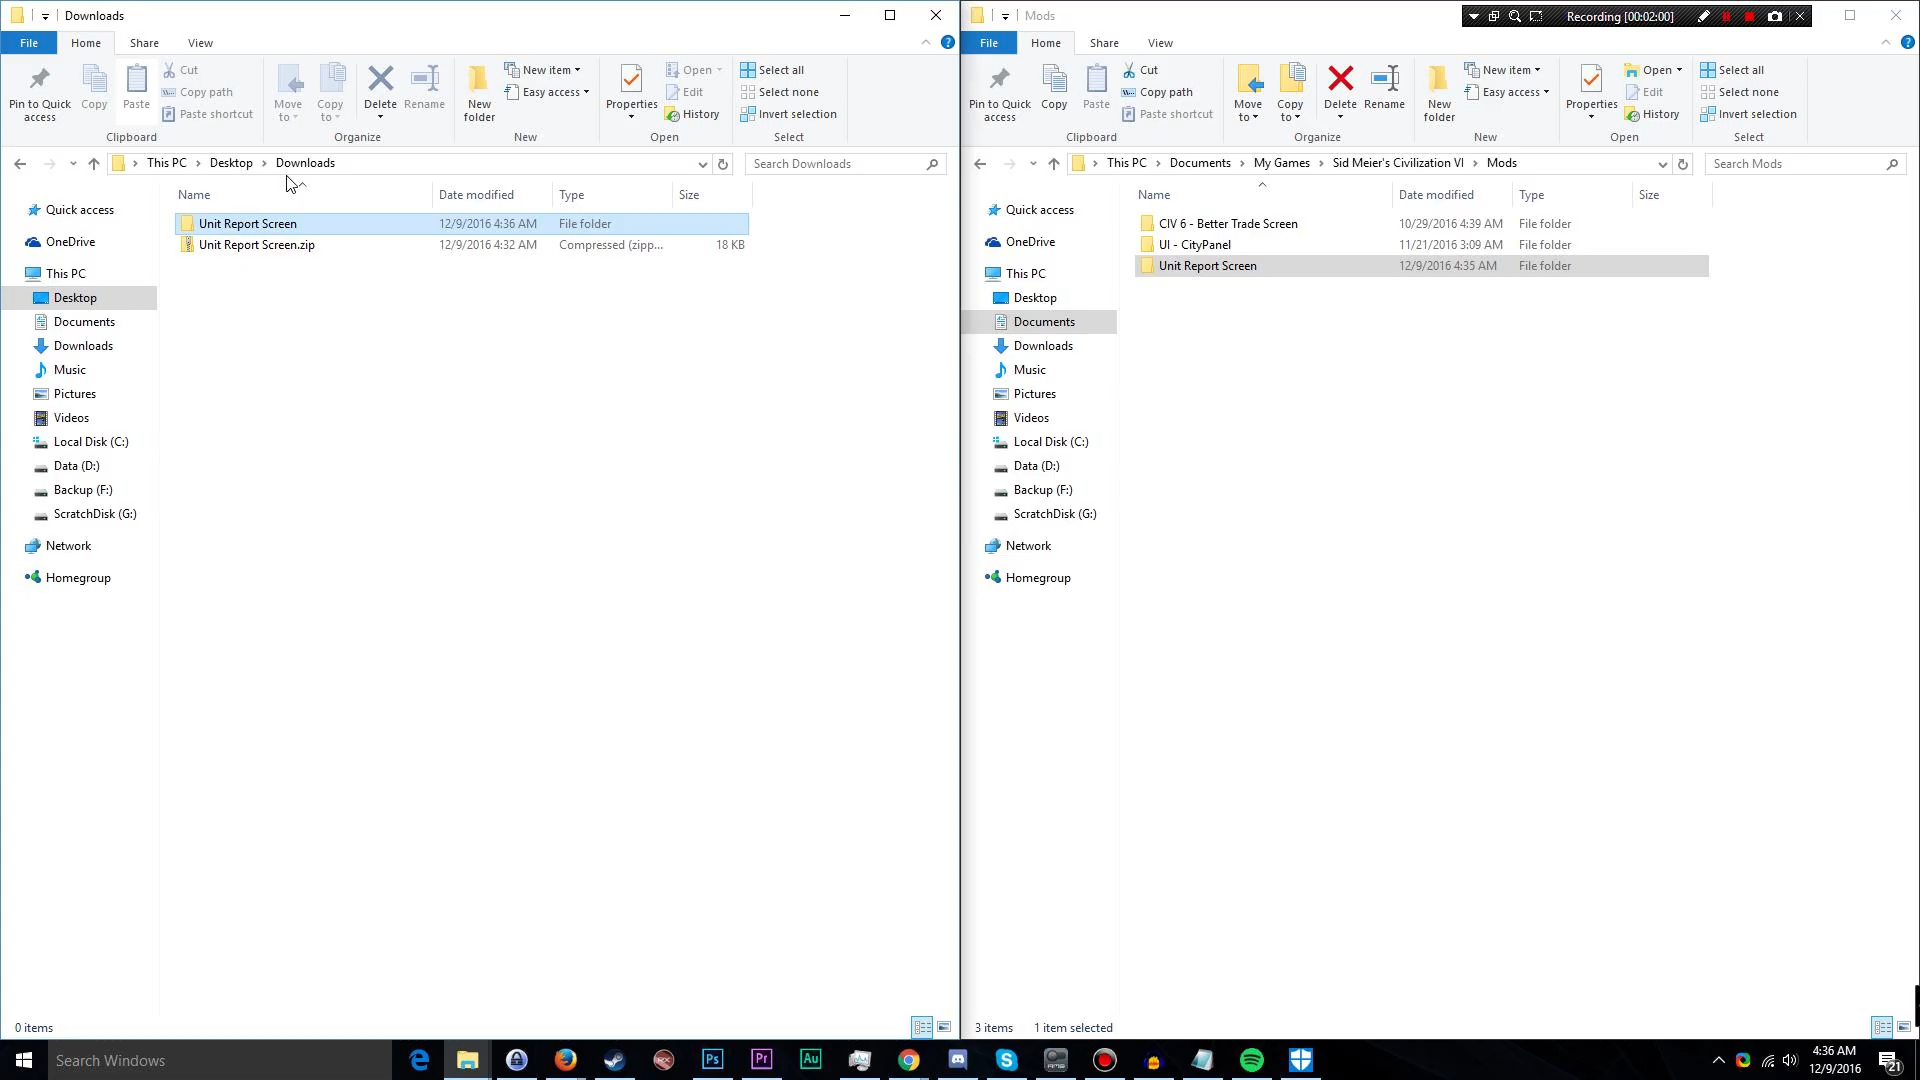 Downloads
File Home Share View
Pin to Quick access
Copy
Paste
Cut
Copy path
Paste shortcut
Clipboard
Move to
Copy to
Delete
Rename
Organize
New folder
New item
Easy access
New
Properties
Open
Edit
History
Open
Select all
Select none
Invert selection
Select
This PC > Desktop > Downloads
Search Downloads
Name Date modified Type Size
Unit Report Screen 12/9/2016 4:36 AM File folder
Unit Report Screen.zip 12/9/2016 4:32 AM Compressed (zipp... 18 KB
Quick access
OneDrive
This PC
Desktop
Documents
Downloads
Music
Pictures
Videos
Local Disk (C:)
Data (D:)
Backup (F:)
ScratchDisk (G:)
Network
Homegroup
0 items
Mods
Recording [00:02:00]
File Home Share View
Pin to Quick access
Copy
Paste
Cut
Copy path
Paste shortcut
Clipboard
Move to
Copy to
Delete
Rename
Organize
New folder
New item
Easy access
New
Properties
Open
Edit
History
Open
Select all
Select none
Invert selection
Select
This PC > Documents > My Games > Sid Meier's Civilization VI > Mods
Search Mods
Name Date modified Type Size
CIV 6 - Better Trade Screen 10/29/2016 4:39 AM File folder
UI - CityPanel 11/21/2016 3:09 AM File folder
Unit Report Screen 12/9/2016 4:35 AM File folder
Quick access
OneDrive
This PC
Desktop
Documents
Downloads
Music
Pictures
Videos
Local Disk (C:)
Data (D:)
Backup (F:)
ScratchDisk (G:)
Network
Homegroup
3 items 1 item selected
Search Windows
Ps
Pr
Au
4:36 AM
12/9/2016
21